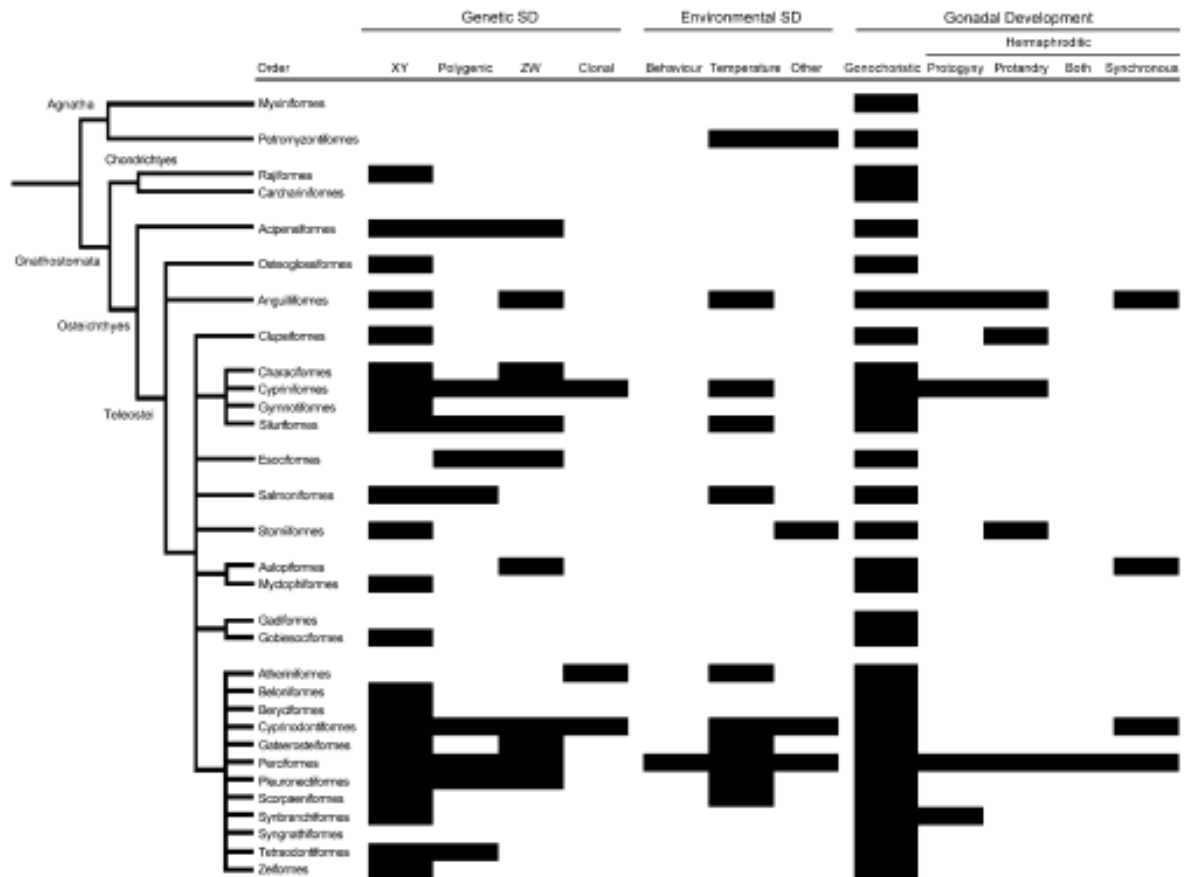 Genetic SD Environmental SD Gonadal Development
Hermaphroditic
Order XY Polygenic ZW Clonal Behaviour Temperature Other Gonochoristic Protogyny Protandry Both Synchronous
Agnatha
Myxiniformes
Petromyzontiformes
Chondrichtyes
Rajiformes
Carchariniformes
Acipensiformes
Gnathostomata
Osteoglossiformes
Anguilliformes
Osteichthyes
Clupeiformes
Characiformes
Cypriniformes
Gymnotiformes
Teleostei
Siluriformes
Esociformes
Salmoniformes
Stomiiformes
Aulopiformes
Myctophiformes
Gadiformes
Gobiesociformes
Atheriniformes
Beloniformes
Beryciformes
Cyprinodontiformes
Gasterosteiformes
Perciformes
Pleuronectiformes
Scorpaeniformes
Synbranchiformes
Syngnathiformes
Tetraodontiformes
Zeiformes